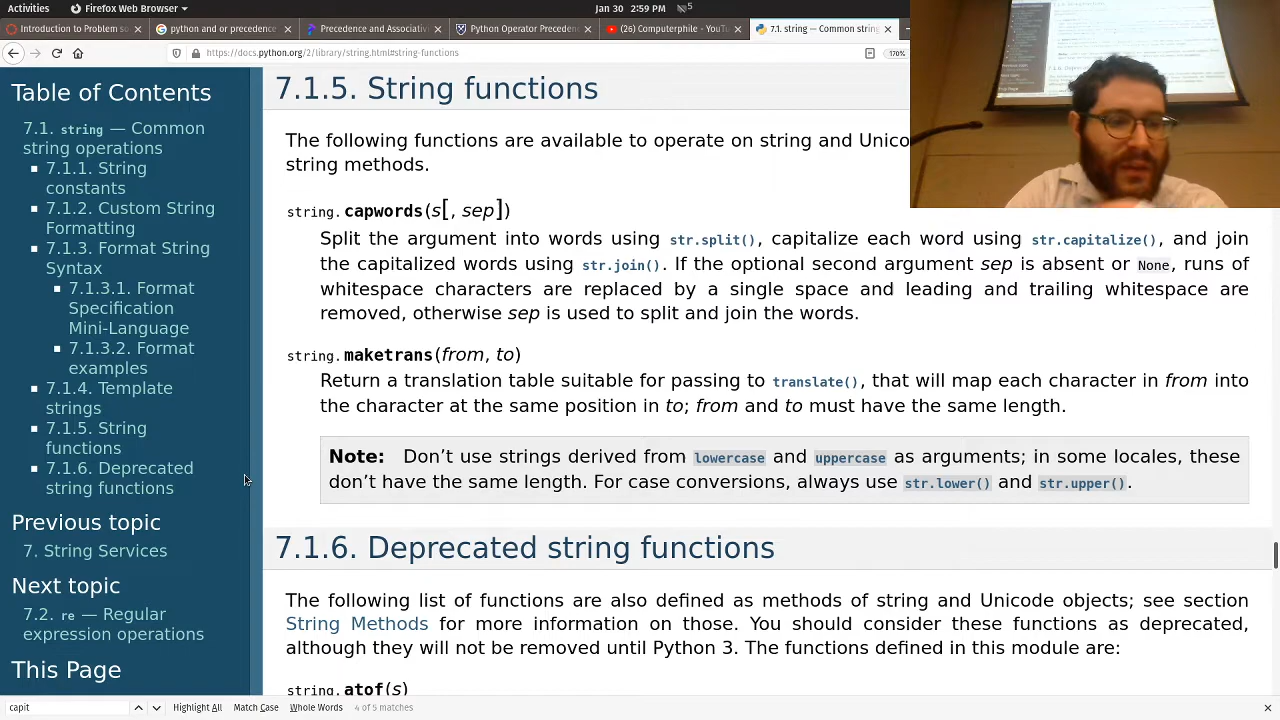 Activities Firefox Web Browser Jan 30 2:59 PM
Introduction to Problem so python and or dep (5) Computerphile - YouTu 7.1. string — Common strin
https://docs.python.org/2/library/stri 170%
Table of Contents
7.1. string — Common
string operations
7.1.1. String
constants
7.1.2. Custom String
Formatting
7.1.3. Format String
Syntax
7.1.3.1. Format
Specification
Mini-Language
7.1.3.2. Format
examples
7.1.4. Template
strings
7.1.5. String
functions
7.1.6. Deprecated
string functions
Previous topic
7. String Services
Next topic
7.2. re — Regular
expression operations
This Page
7.1.5. String functions
The following functions are available to operate on string and Unico
string methods.
string.capwords(s[, sep])
Split the argument into words using str.split(), capitalize each word using str.capitalize(), and join
the capitalized words using str.join(). If the optional second argument sep is absent or None, runs of
whitespace characters are replaced by a single space and leading and trailing whitespace are
removed, otherwise sep is used to split and join the words.
string.maketrans(from, to)
Return a translation table suitable for passing to translate(), that will map each character in from into
the character at the same position in to; from and to must have the same length.
Note: Don’t use strings derived from lowercase and uppercase as arguments; in some locales, these
don’t have the same length. For case conversions, always use str.lower() and str.upper().
7.1.6. Deprecated string functions
The following list of functions are also defined as methods of string and Unicode objects; see section
String Methods for more information on those. You should consider these functions as deprecated,
although they will not be removed until Python 3. The functions defined in this module are:
string.atof(s)
capit Highlight All Match Case Whole Words 4 of 5 matches